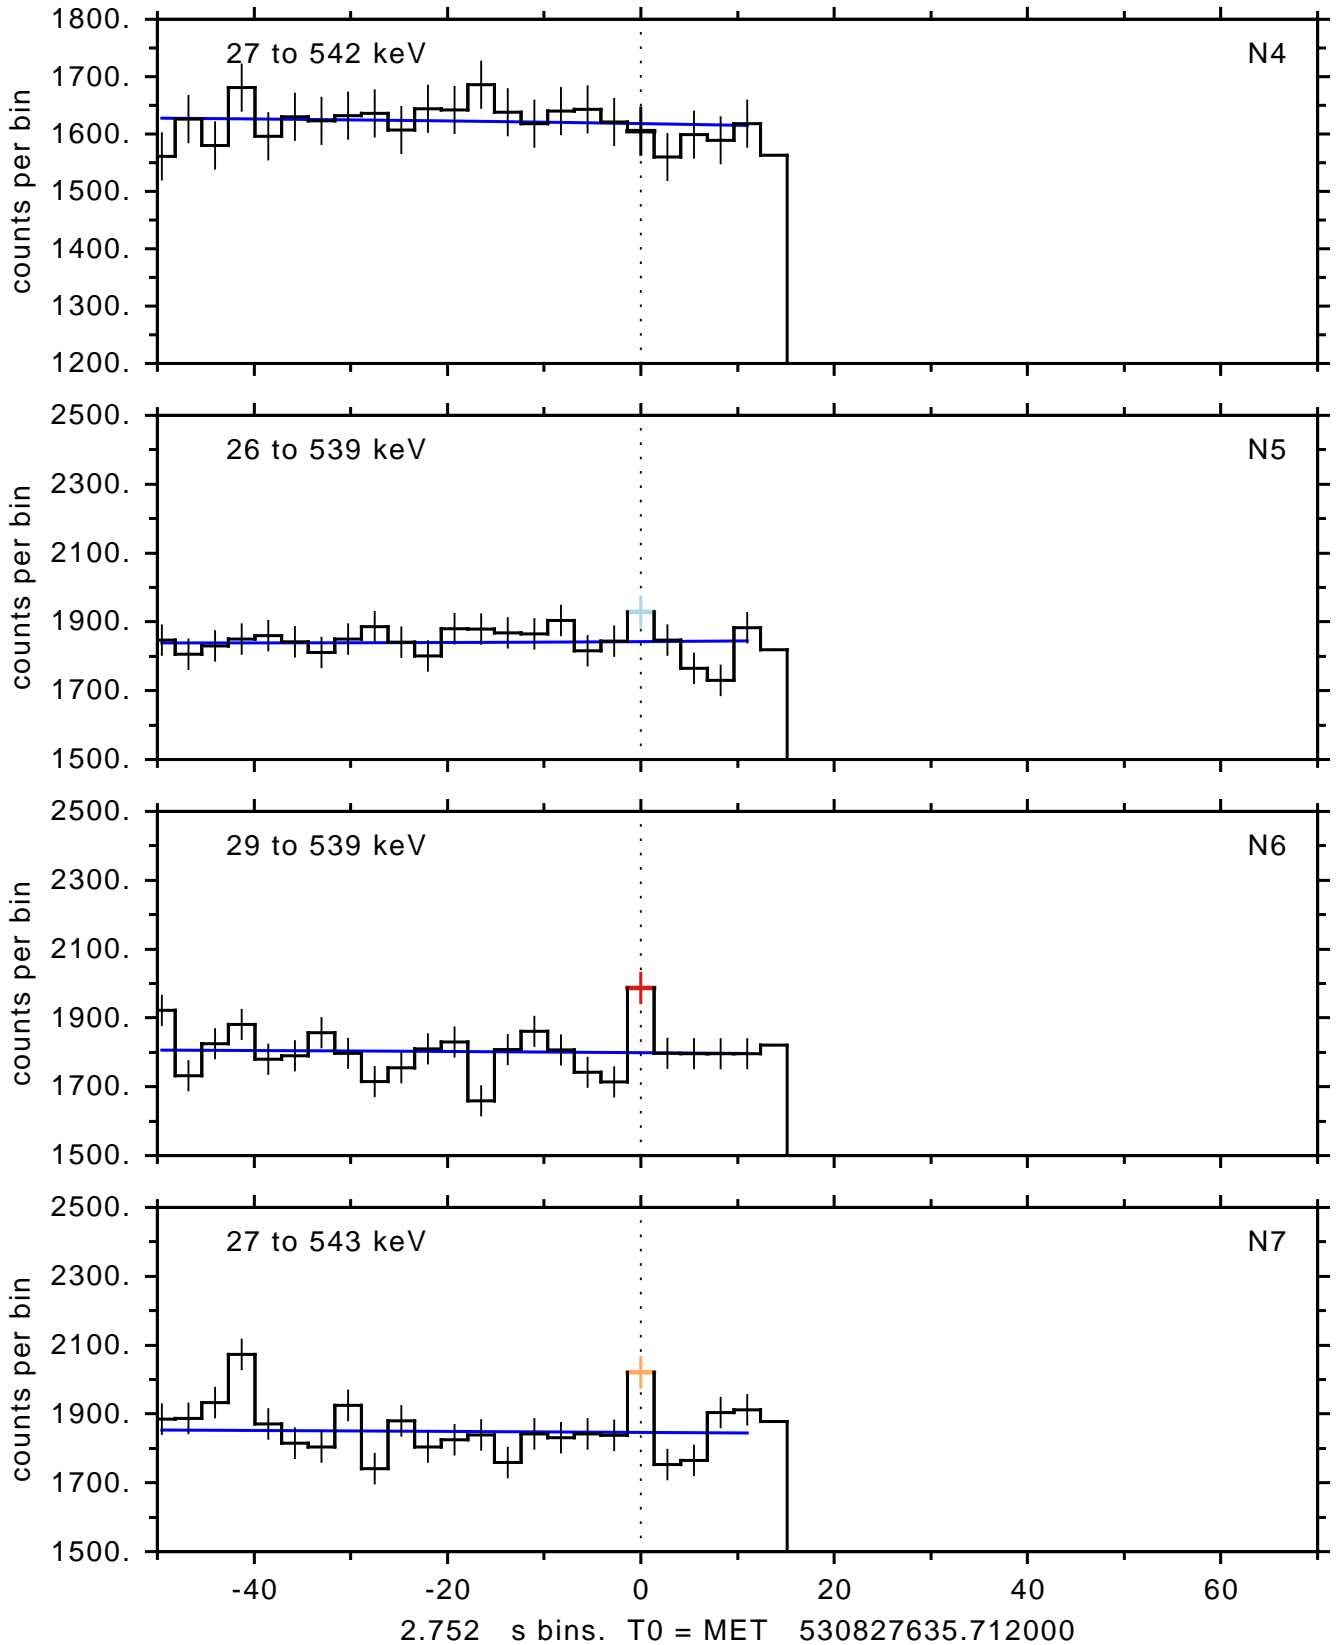 1800.
27 to 542 keV N4
1700.
1600.
1500.
1400.
1300.
1200.
counts per bin
2500.
26 to 539 keV N5
2300.
2100.
1900.
1700.
1500.
counts per bin
2500.
29 to 539 keV N6
2300.
2100.
1900.
1700.
1500.
counts per bin
2500.
27 to 543 keV N7
2300.
2100.
1900.
1700.
1500.
counts per bin
-40 -20 0 20 40 60
2.752 s bins. T0 = MET 530827635.712000